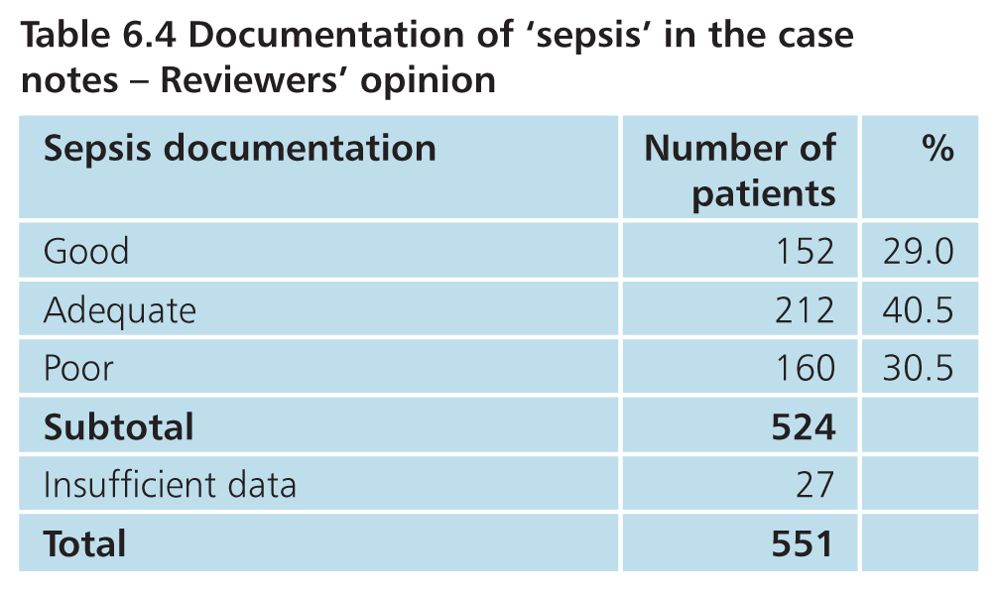 Table 6.4 Documentation of ‘sepsis’ in the case
notes – Reviewers’ opinion
Sepsis documentation Number of patients %
Good 152 29.0
Adequate 212 40.5
Poor 160 30.5
Subtotal 524
Insufficient data 27
Total 551